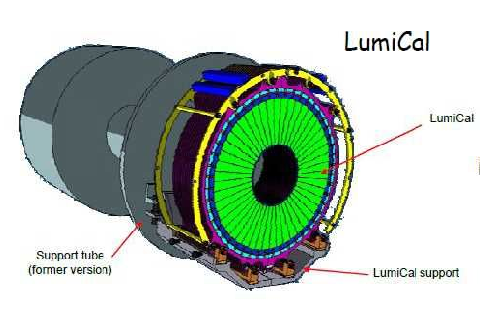 LumiCal
LumiCal
Support tube
(former version)
LumiCal support